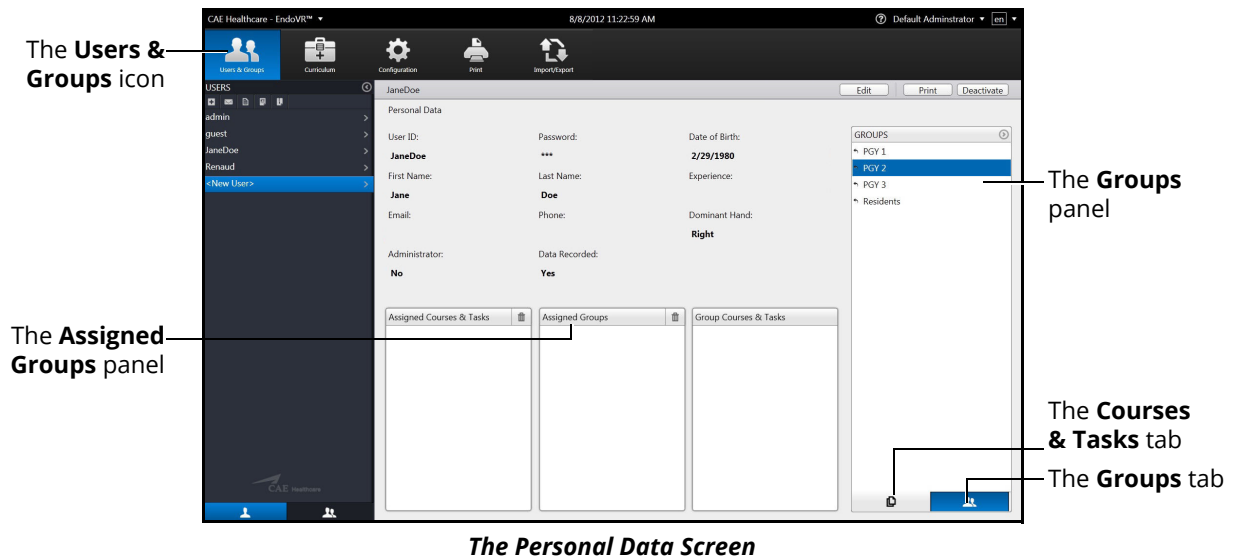 CAE Healthcare - EndoVR™
8/8/2012 11:22:59 AM
Default Adminstrator
en
The Users &
Groups icon
Users & Groups
Curriculum
Configuration
Print
Import/Export
USERS
admin
guest
JaneDoe
Renaud
<New User>
JaneDoe
Edit
Print
Deactivate
Personal Data
User ID:
Password:
Date of Birth:
JaneDoe
***
2/29/1980
First Name:
Last Name:
Experience:
Jane
Doe
Email:
Phone:
Dominant Hand:
Right
Administrator:
Data Recorded:
No
Yes
GROUPS
PGY 1
PGY 2
PGY 3
Residents
The Groups
panel
The Assigned
Groups panel
Assigned Courses & Tasks
Assigned Groups
Group Courses & Tasks
The Courses
& Tasks tab
The Groups tab
CAE Healthcare
The Personal Data Screen